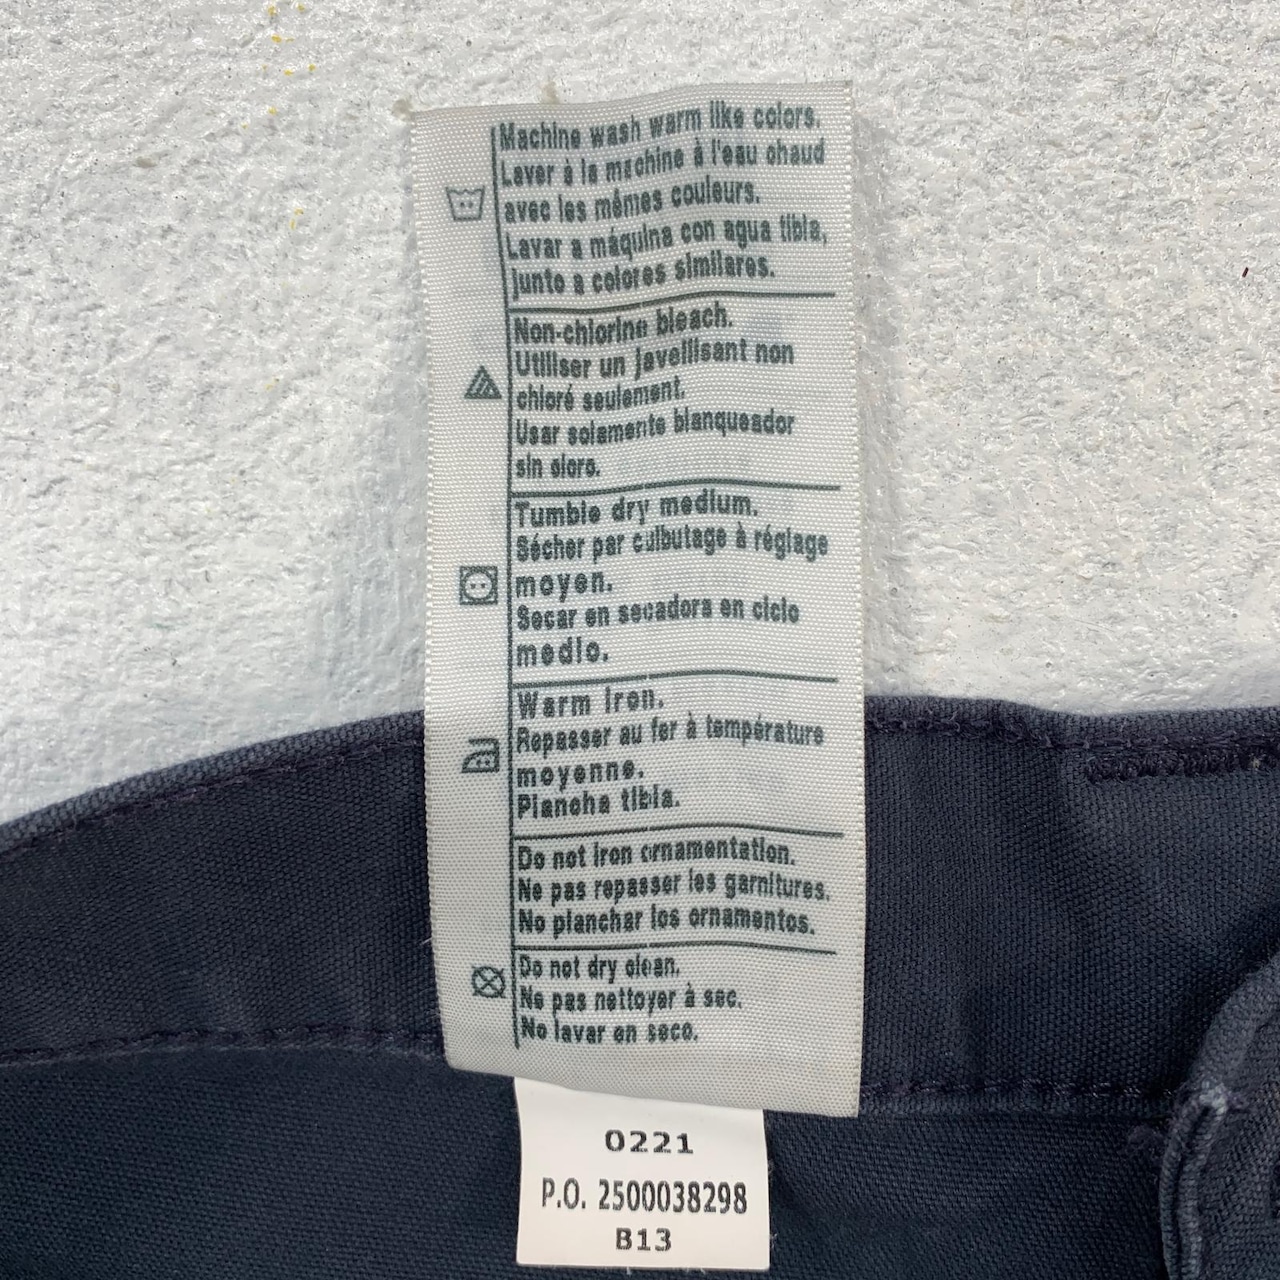 Machine wash warm like colors.
Laver à la machine à l'eau chaud
avec les mêmes couleurs.
Lavar a máquina con agua tibia,
junto a colores similares.
Non-chlorine bleach.
Utiliser un javellisant non
chloré seulement.
Usar solamente blanqueador
sin cloro.
Tumble dry medium.
Sécher par culbutage à réglage
moyen.
Secar en secadora en ciclo
medio.
Warm iron.
Repasser au fer à température
moyenne.
Plancha tibia.
Do not iron ornamentation.
Ne pas repasser les garnitures.
No planchar los ornamentos.
Do not dry clean.
Ne pas nettoyer à sec.
No lavar en seco.
0221
P.O. 2500038298
B13